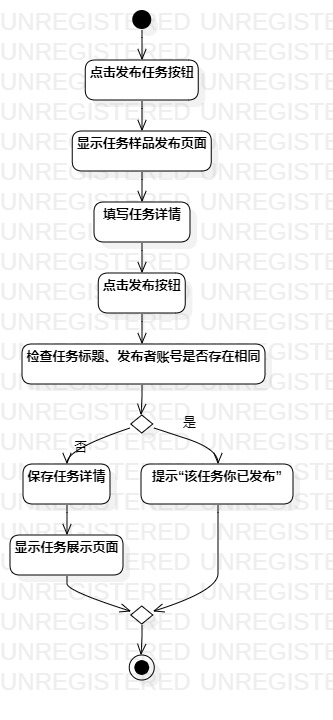 点击发布任务按钮
显示任务样品发布页面
填写任务详情
点击发布按钮
检查任务标题、发布者账号是否存在相同
否
是
保存任务详情
提示“该任务你已发布”
显示任务展示页面
UNREGISTERED